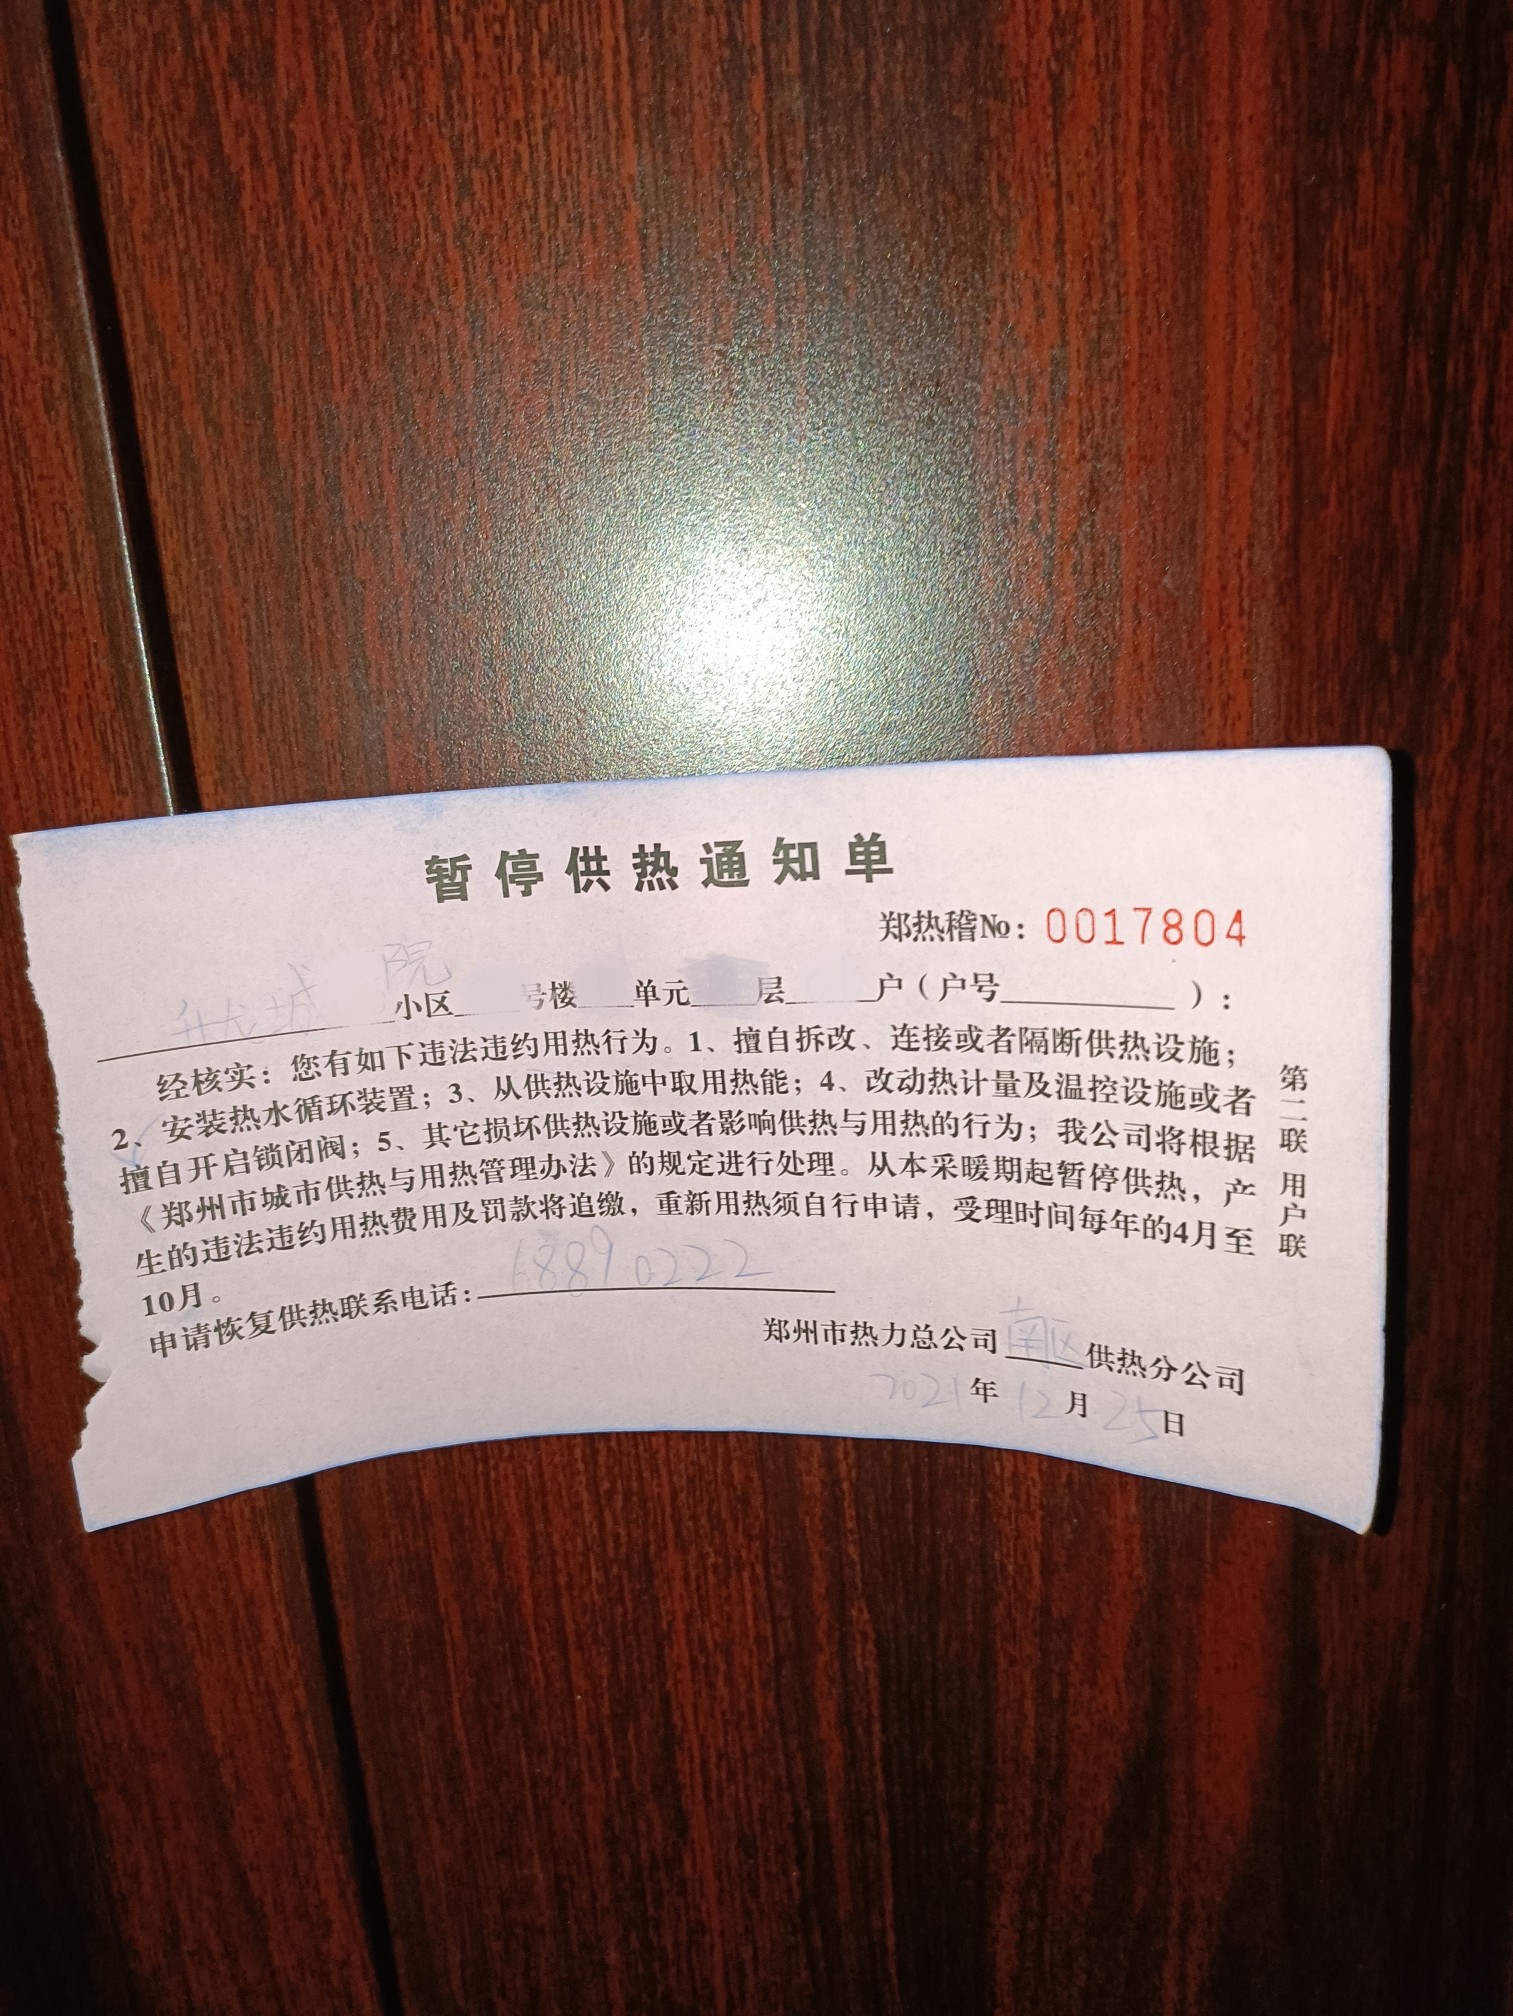 暂停供热通知单
郑热稽№：0017804
升龙城 院 小区 号楼 单元 层 户（户号 ）：
经核实：您有如下违法违约用热行为。1、擅自拆改、连接或者隔断供热设施；
2、安装热水循环装置；3、从供热设施中取用热能；4、改动热计量及温控设施或者
擅自开启锁闭阀；5、其它损坏供热设施或者影响供热与用热的行为；我公司将根据
《郑州市城市供热与用热管理办法》的规定进行处理。从本采暖期起暂停供热，产
生的违法违约用热费用及罚款将追缴，重新用热须自行申请，受理时间每年的4月至
10月。
申请恢复供热联系电话：68890222
郑州市热力总公司 南区 供热分公司
2021年12月25日
第二联 用户联